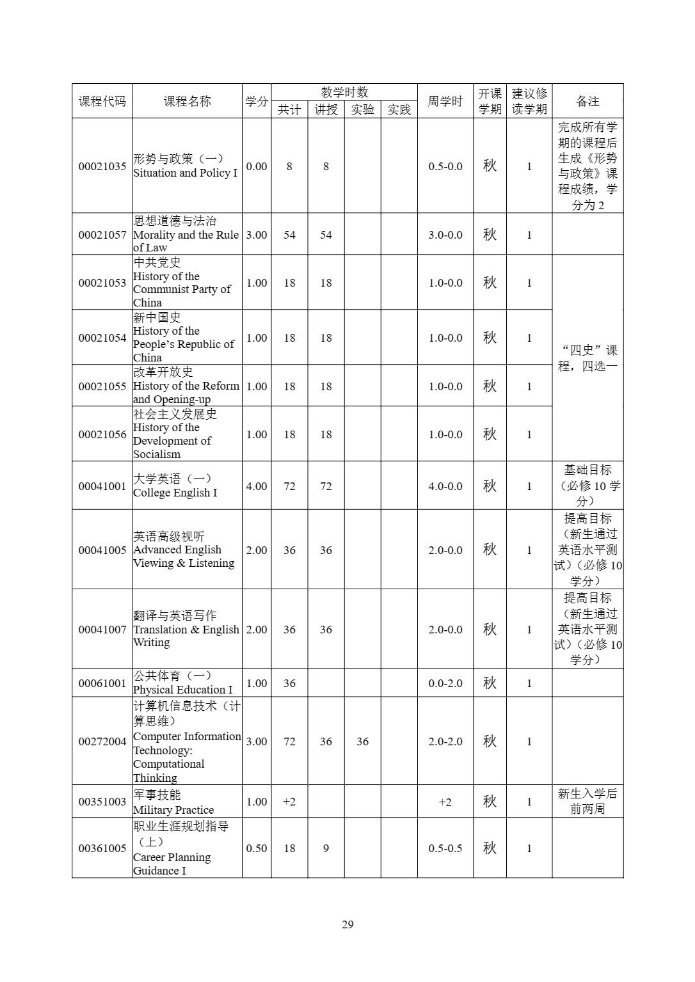 课程代码 课程名称 学分 教学时数 周学时 开课学期 建议修读学期 备注
共计 讲授 实验 实践
00021035 形势与政策（一） 0.00 8 8 0.5-0.0 秋 1 完成所有学
Situation and Policy I 期的课程后
生成《形势
与政策》课
程成绩，学
分为 2
00021057 思想道德与法治 3.00 54 54 3.0-0.0 秋 1
Morality and the Rule
of Law
00021053 中共党史 1.00 18 18 1.0-0.0 秋 1
History of the
Communist Party of
China
00021054 新中国史 1.00 18 18 1.0-0.0 秋 1 “四史”课
History of the 程，四选一
People’s Republic of
China
00021055 改革开放史 1.00 18 18 1.0-0.0 秋 1
History of the Reform
and Opening-up
00021056 社会主义发展史 1.00 18 18 1.0-0.0 秋 1
History of the
Development of
Socialism
00041001 大学英语（一） 4.00 72 72 4.0-0.0 秋 1 基础目标
College English I （必修 10 学
分）
00041005 英语高级视听 2.00 36 36 2.0-0.0 秋 1 提高目标
Advanced English （新生通过
Viewing & Listening 英语水平测
试）（必修 10
学分）
00041007 翻译与英语写作 2.00 36 36 2.0-0.0 秋 1 提高目标
Translation & English （新生通过
Writing 英语水平测
试）（必修 10
学分）
00061001 公共体育（一） 1.00 36 0.0-2.0 秋 1
Physical Education I
00272004 计算机信息技术（计 3.00 72 36 36 2.0-2.0 秋 1
算思维）
Computer Information
Technology:
Computational
Thinking
00351003 军事技能 1.00 +2 +2 秋 1 新生入学后
Military Practice 前两周
00361005 职业生涯规划指导 0.50 18 9 0.5-0.5 秋 1
（上）
Career Planning
Guidance I
29